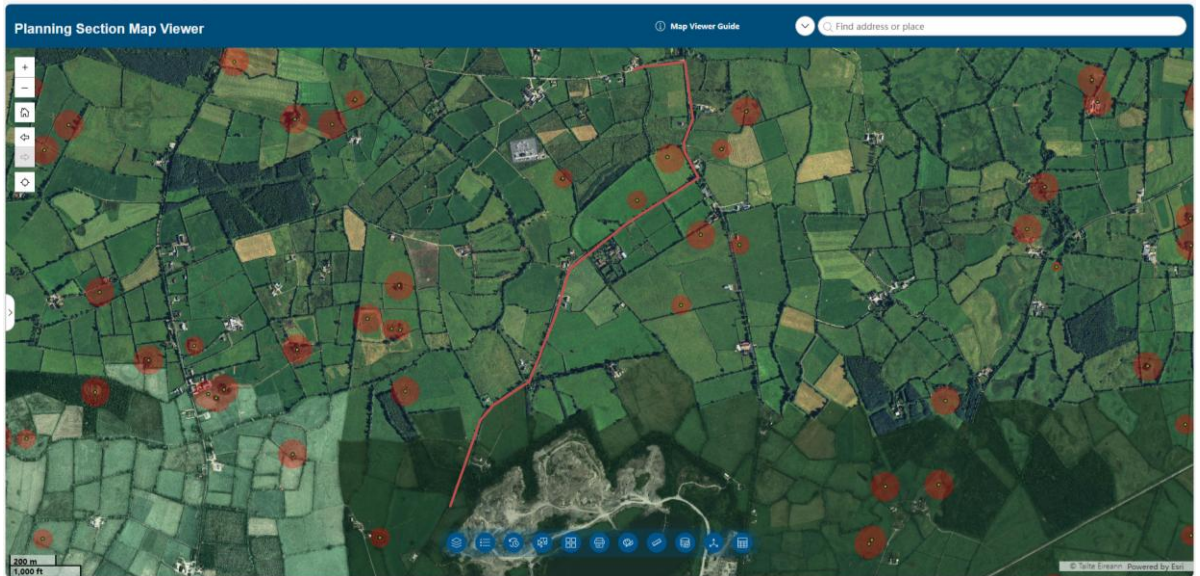 Planning Section Map Viewer
Map Viewer Guide
Find address or place
200 m
1,000 ft
© Tailte Éireann Powered by Esri